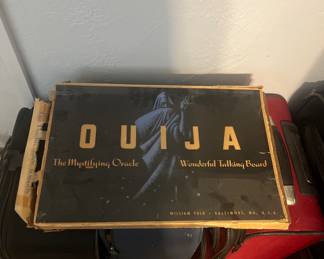 OUIJA
The Mystifying Oracle Wonderful Talking Board
WILLIAM FULD • BALTIMORE, MD., U.S.A.